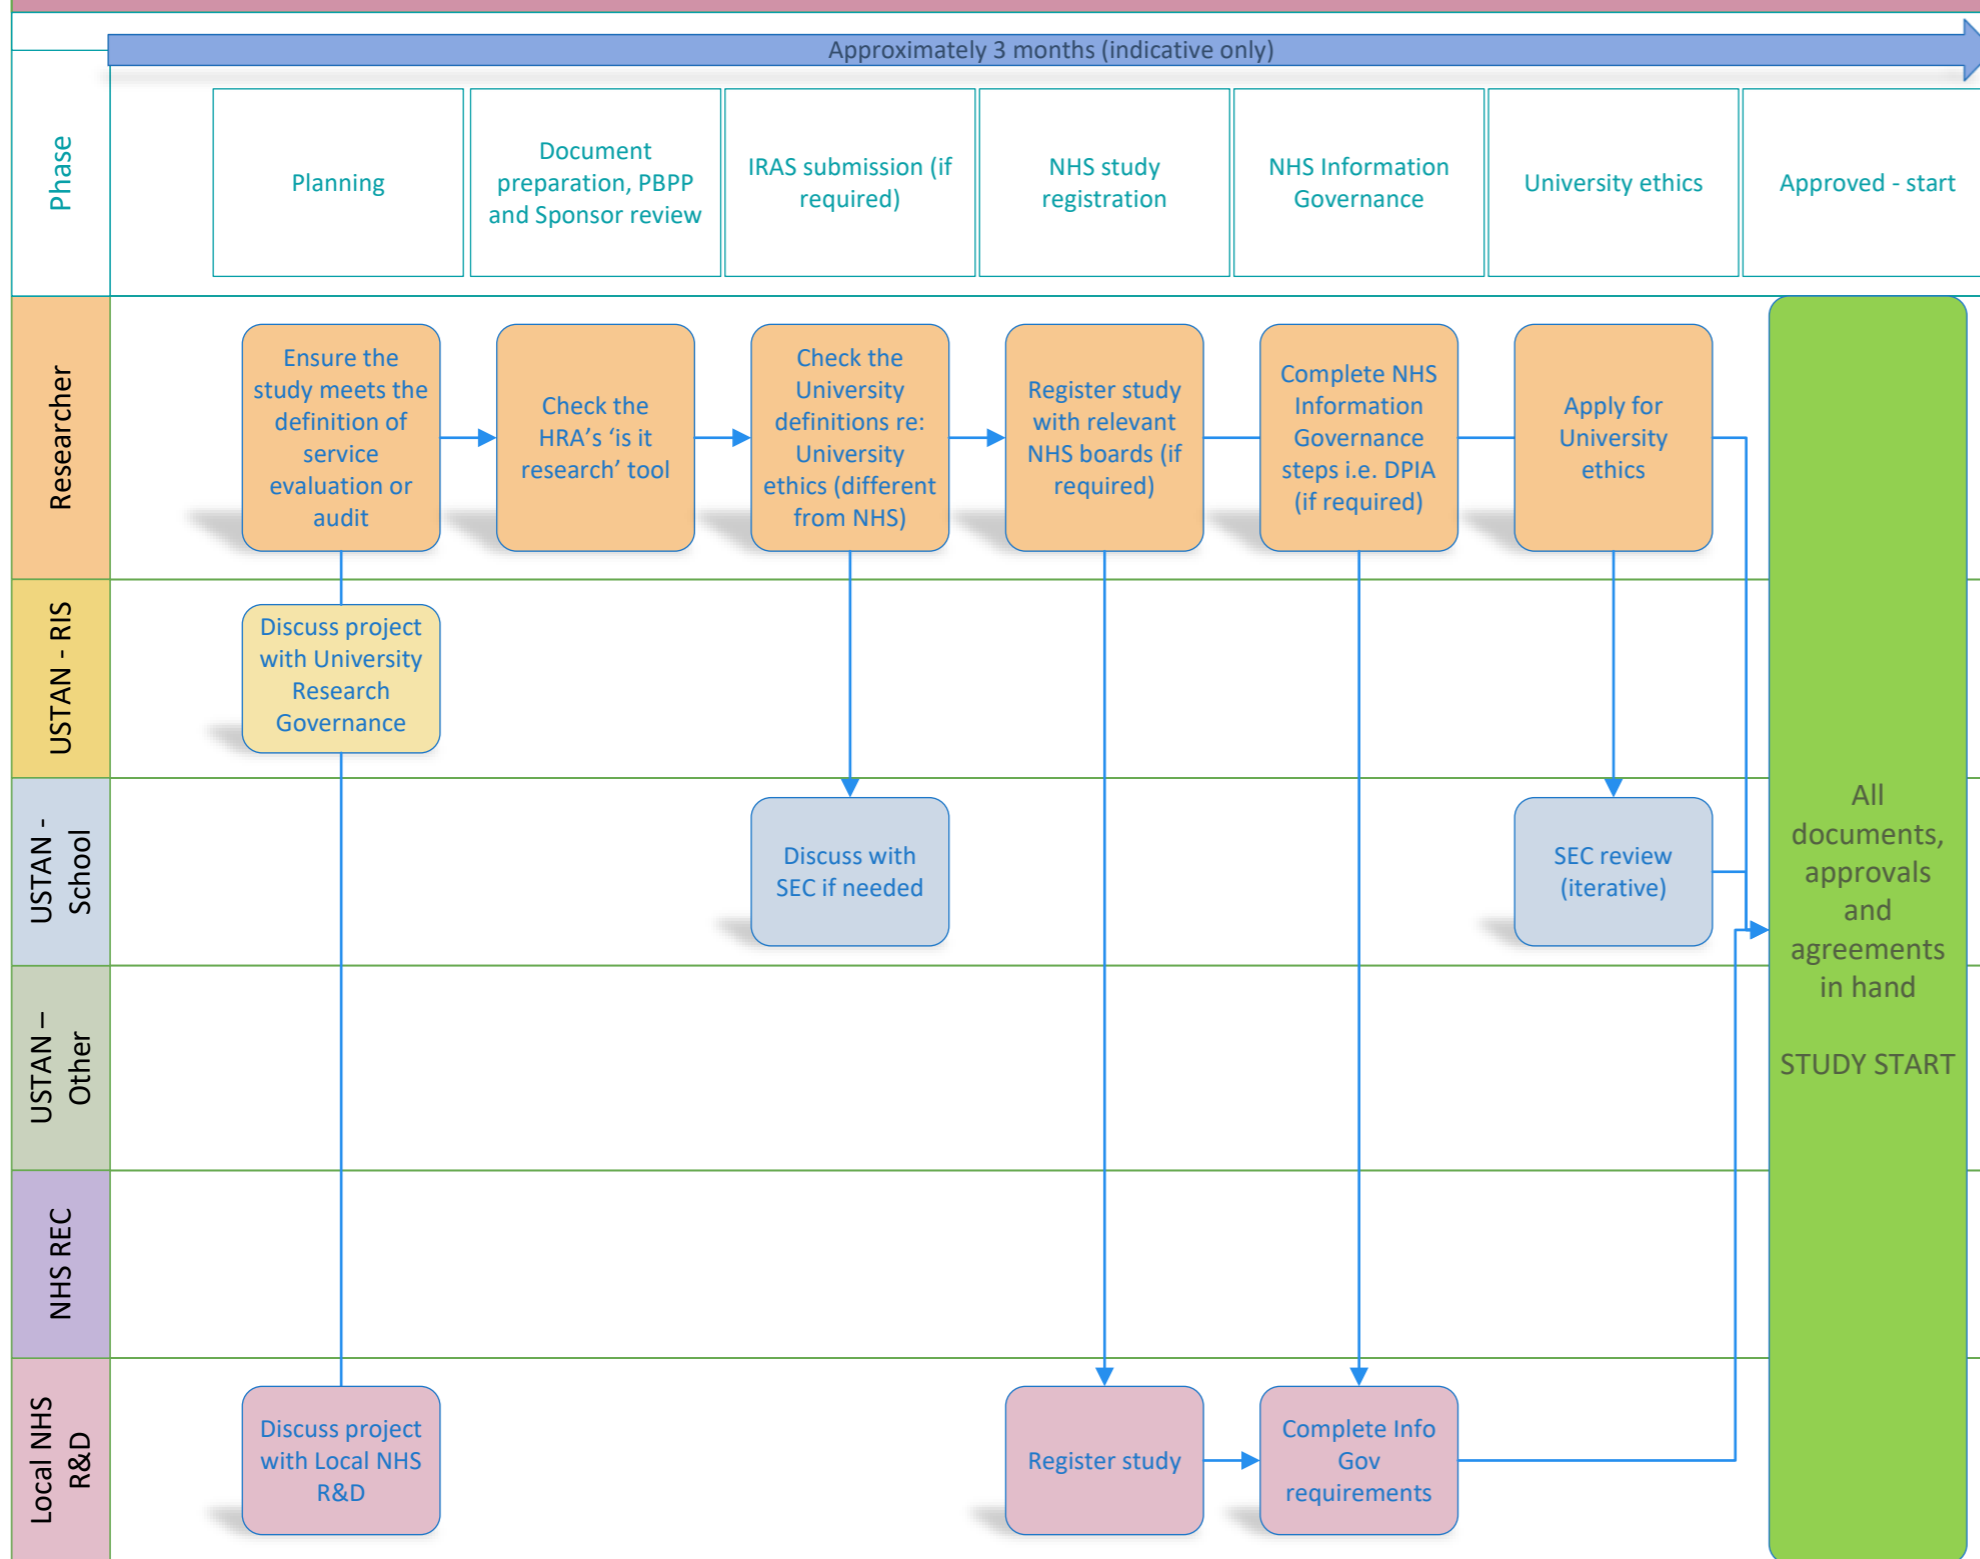 Approximately 3 months (indicative only)
Phase
Planning
Document
preparation, PBPP
and Sponsor review
IRAS submission (if
required)
NHS study
registration
NHS Information
Governance
University ethics
Approved - start
Researcher
Ensure the
study meets the
definition of
service
evaluation or
audit
Check the
HRA’s ‘is it
research’ tool
Check the
University
definitions re:
University
ethics (different
from NHS)
Register study
with relevant
NHS boards (if
required)
Complete NHS
Information
Governance
steps i.e. DPIA
(if required)
Apply for
University
ethics
USTAN - RIS
Discuss project
with University
Research
Governance
USTAN -
School
Discuss with
SEC if needed
SEC review
(iterative)
All
documents,
approvals
and
agreements
in hand
STUDY START
USTAN –
Other
NHS REC
Local NHS
R&D
Discuss project
with Local NHS
R&D
Register study
Complete Info
Gov
requirements